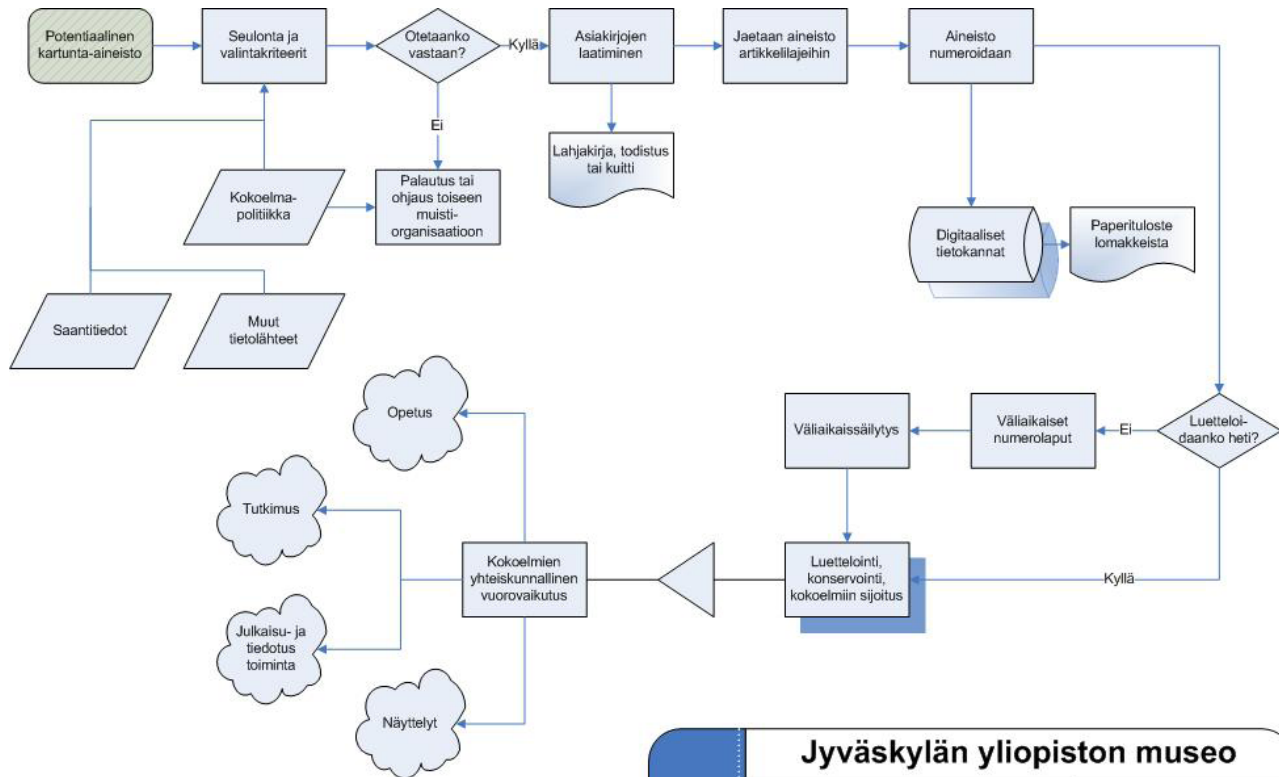 Potentiaalinen
kartunta-aineisto
Seulonta ja
valintakriteerit
Otetaanko
vastaan?
Kyllä
Asiakirjojen
laatiminen
Jaetaan aineisto
artikkelilajeihin
Aineisto
numeroidaan
Ei
Lahjakirja, todistus
tai kuitti
Kokoelma-
politiikka
Palautus tai
ohjaus toiseen
muisti-
organisaatioon
Digitaaliset
tietokannat
Paperituloste
lomakkeista
Saantitiedot
Muut
tietolähteet
Opetus
Väliaikaissäilytys
Väliaikaiset
numerolaput
Ei
Luetteloi-
daanko heti?
Tutkimus
Kokoelmien
yhteiskunnallinen
vuorovaikutus
Luettelointi,
konservointi,
kokoelmiin sijoitus
Kyllä
Julkaisu- ja
tiedotus
toiminta
Näyttelyt
Jyväskylän yliopiston museo